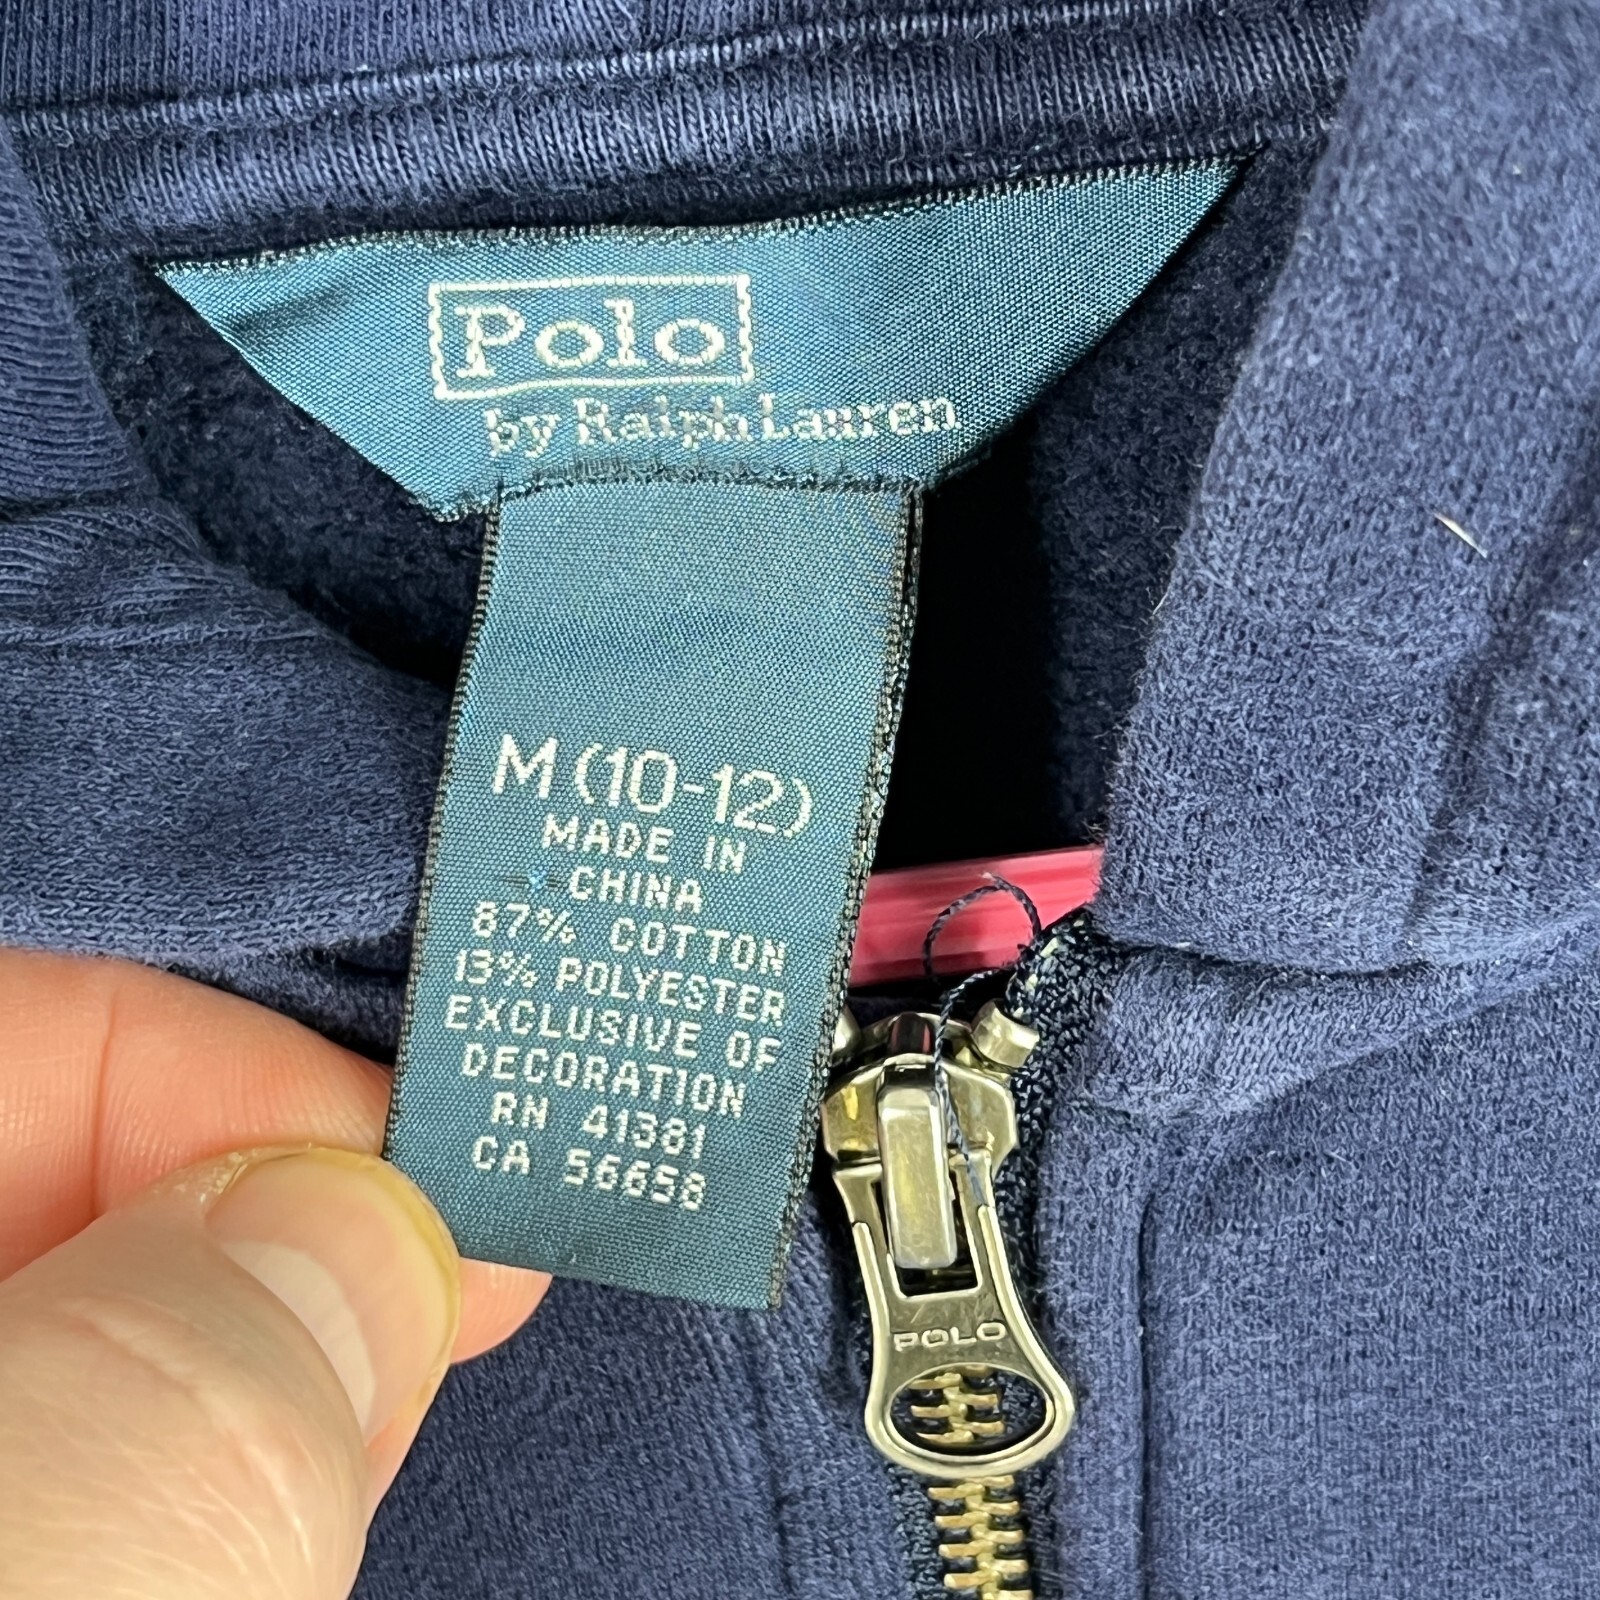 Polo
by Ralph Lauren
M (10-12)
MADE IN
CHINA
87% COTTON
13% POLYESTER
EXCLUSIVE OF
DECORATION
RN 41381
CA 56658
POLO